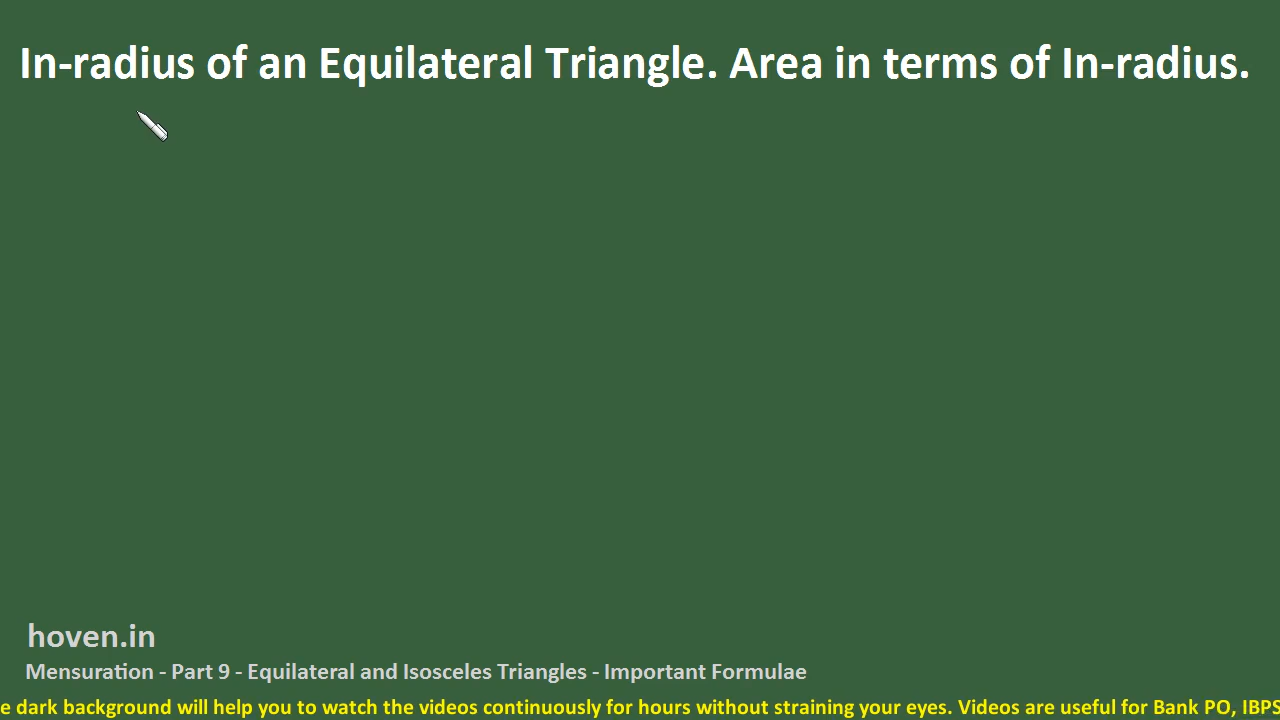 In-radius of an Equilateral Triangle. Area in terms of In-radius.
hoven.in
Mensuration - Part 9 - Equilateral and Isosceles Triangles - Important Formulae
e dark background will help you to watch the videos continuously for hours without straining your eyes. Videos are useful for Bank PO, IBPS